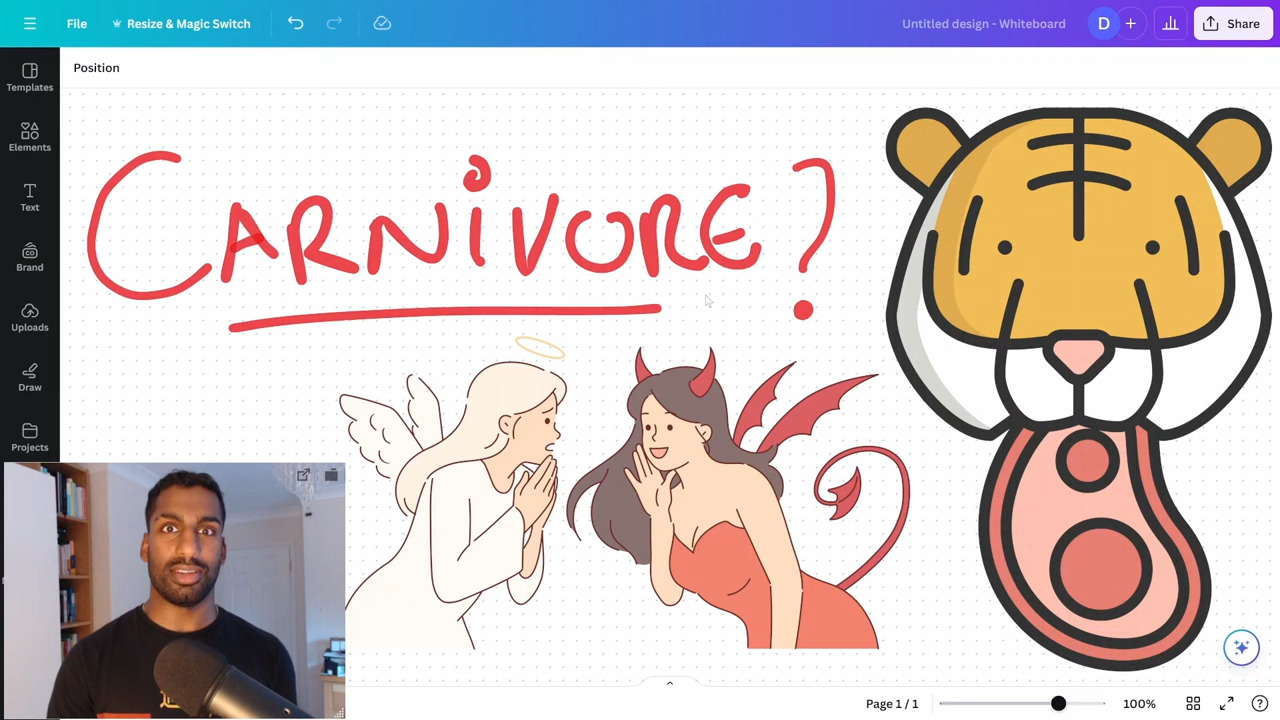 File
Resize & Magic Switch
Untitled design - Whiteboard
D
Share
Position
Templates
Elements
Text
Brand
Uploads
Draw
Projects
CARNiVORE?
Page 1 / 1
100%